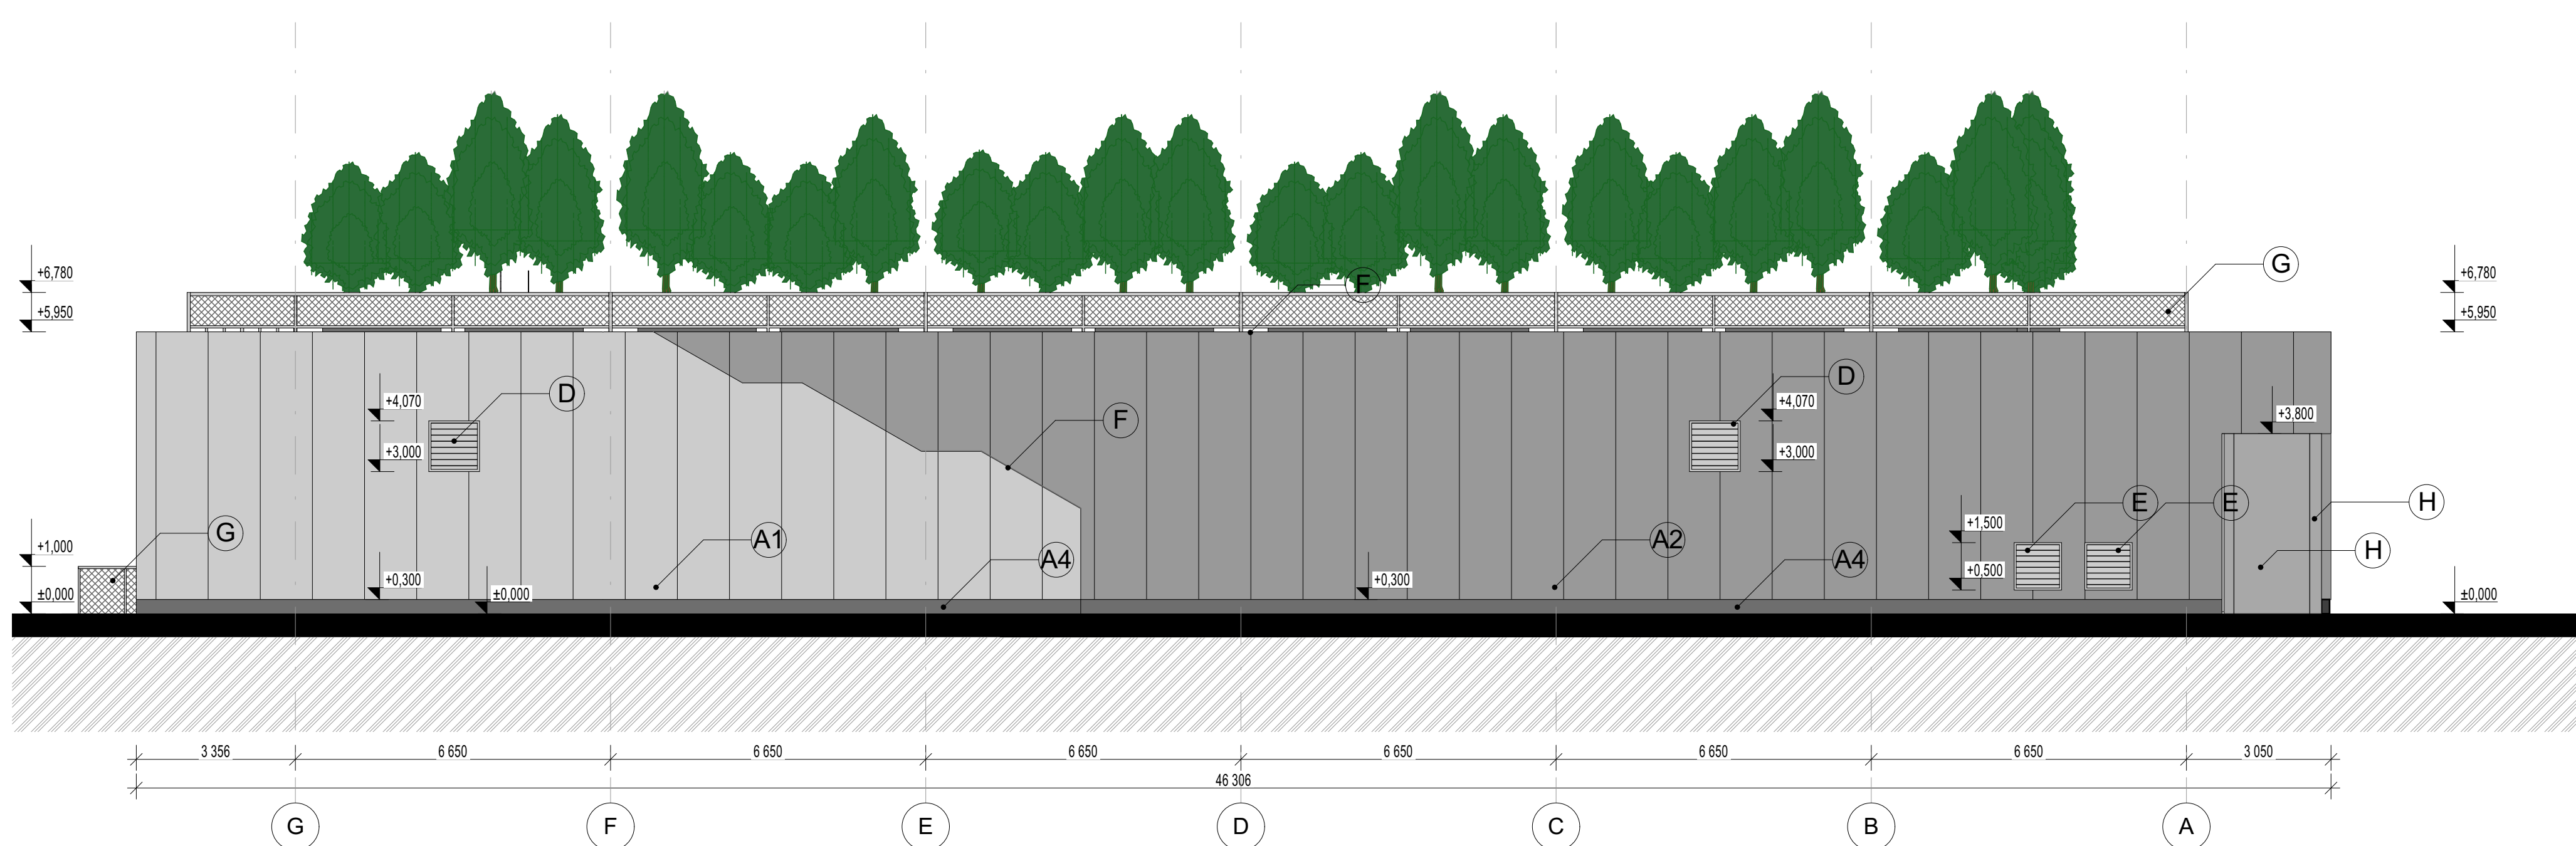 G
+6,780
+6,780
F
+5,950
+5,950
D
D
+4,070
+4,070
+3,800
F
+3,000
+3,000
E
E
H
G
+1,500
A1
A2
+1,000
H
A4
A4
+0,500
+0,300
+0,300
±0,000
±0,000
±0,000
3 356
6 650
6 650
6 650
6 650
6 650
6 650
3 050
46 306
G
F
E
D
C
B
A